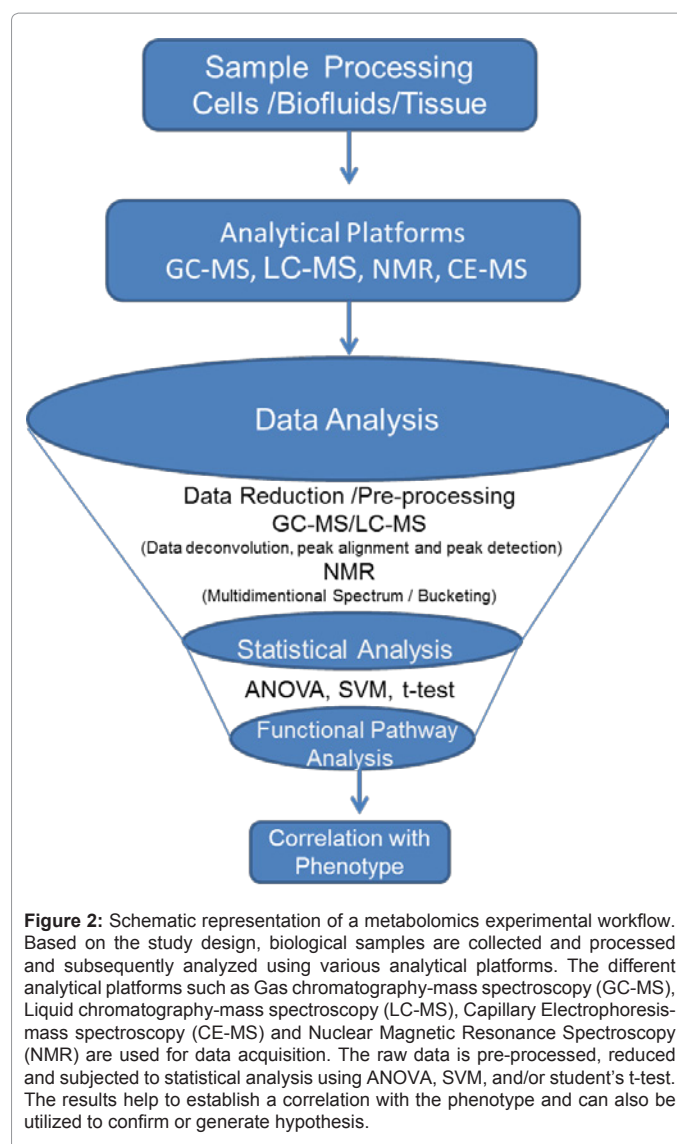 Sample Processing
Cells /Biofluids/Tissue
Analytical Platforms
GC-MS, LC-MS, NMR, CE-MS
Data Analysis
Data Reduction /Pre-processing
GC-MS/LC-MS
(Data deconvolution, peak alignment and peak detection)
NMR
(Multidimentional Spectrum / Bucketing)
Statistical Analysis
ANOVA, SVM, t-test
Functional Pathway
Analysis
Correlation with
Phenotype
Figure 2: Schematic representation of a metabolomics experimental workflow.
Based on the study design, biological samples are collected and processed
and subsequently analyzed using various analytical platforms. The different
analytical platforms such as Gas chromatography-mass spectroscopy (GC-MS),
Liquid chromatography-mass spectroscopy (LC-MS), Capillary Electrophoresis-
mass spectroscopy (CE-MS) and Nuclear Magnetic Resonance Spectroscopy
(NMR) are used for data acquisition. The raw data is pre-processed, reduced
and subjected to statistical analysis using ANOVA, SVM, and/or student's t-test.
The results help to establish a correlation with the phenotype and can also be
utilized to confirm or generate hypothesis.